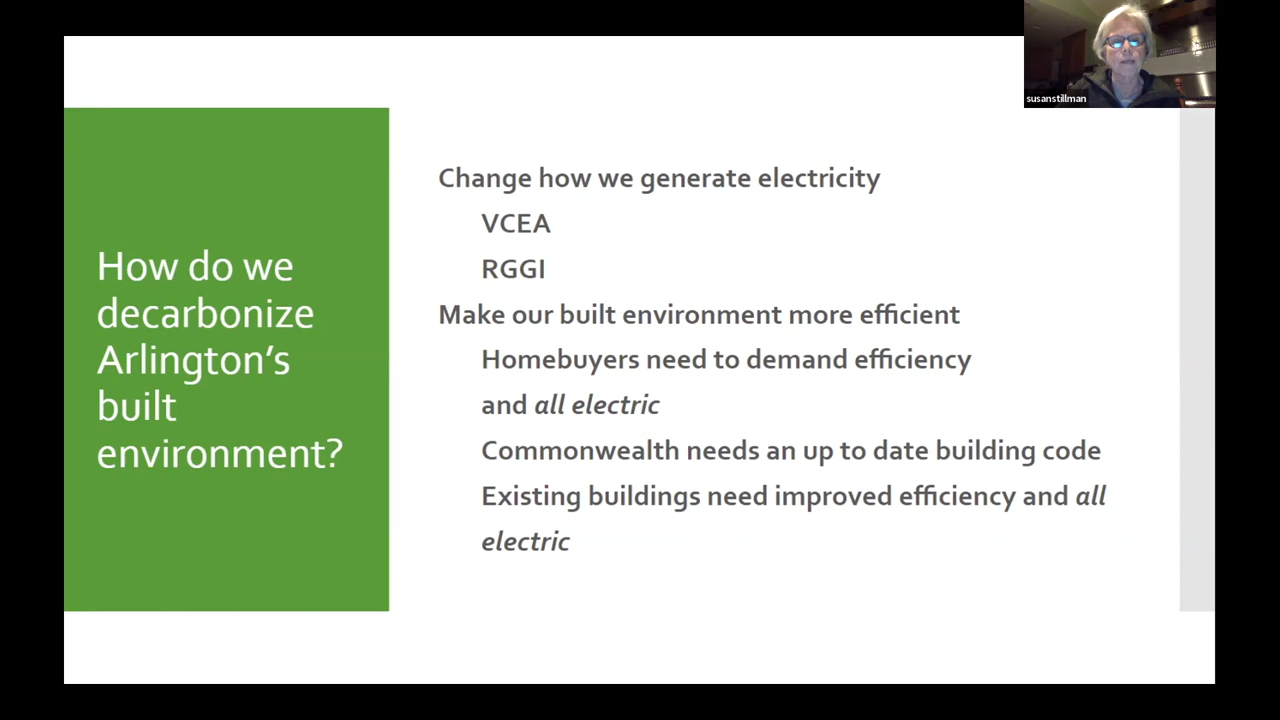 susanstillman
How do we
decarbonize
Arlington’s
built
environment?
Change how we generate electricity
VCEA
RGGI
Make our built environment more efficient
Homebuyers need to demand efficiency
and all electric
Commonwealth needs an up to date building code
Existing buildings need improved efficiency and all
electric